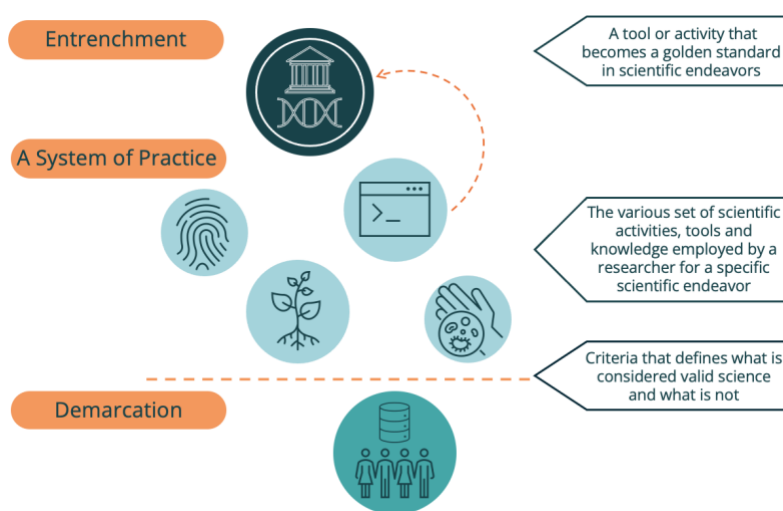 Entrenchment
A tool or activity that
becomes a golden standard
in scientific endeavors
A System of Practice
>_
The various set of scientific
activities, tools and
knowledge employed by a
researcher for a specific
scientific endeavor
Criteria that defines what is
considered valid science
and what is not
Demarcation